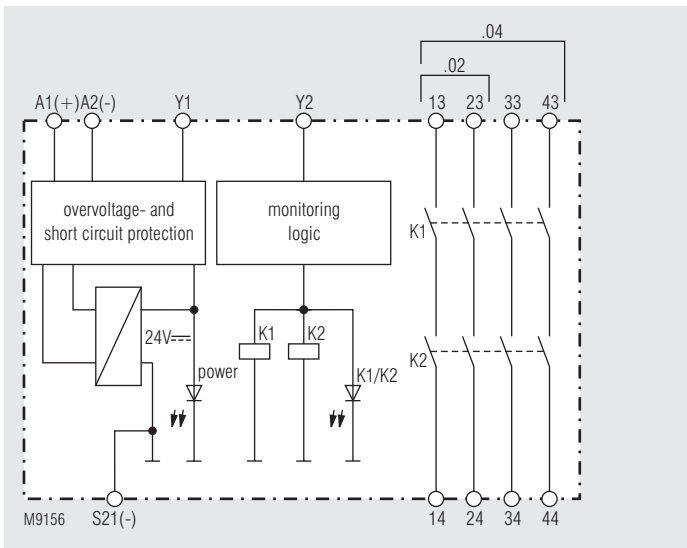 .04
.02
A1(+) A2(-) Y1 Y2 13 23 33 43
overvoltage- and
short circuit protection
monitoring
logic
K1
24V
K1 K2
K2
power
K1/K2
M9156 S21(-) 14 24 34 44